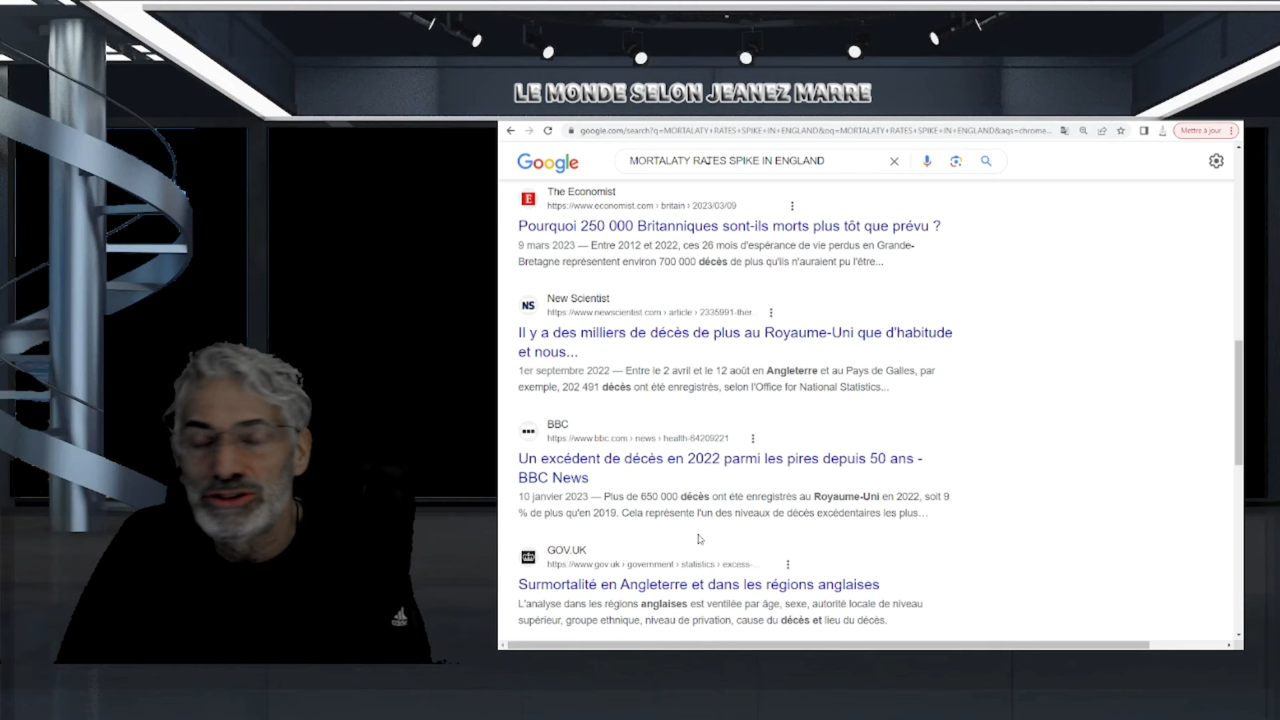 LE MONDE SELON JEANEZ MARRE
google.com/search?q=MORTALATY+RATES+SPIKE+IN+ENGLAND&oq=MORTALATY+RATES+SPIKE+IN+ENGLAND&aqs=chrome...
Mettre à jour
Google
MORTALATY RATES SPIKE IN ENGLAND
E
The Economist
https://www.economist.com › britain › 2023/03/09
Pourquoi 250 000 Britanniques sont-ils morts plus tôt que prévu ?
9 mars 2023 — Entre 2012 et 2022, ces 26 mois d'espérance de vie perdus en Grande-
Bretagne représentent environ 700 000 décès de plus qu'ils n'auraient pu l'être...
NS
New Scientist
https://www.newscientist.com › article › 2335991-ther...
Il y a des milliers de décès de plus au Royaume-Uni que d'habitude
et nous...
1er septembre 2022 — Entre le 2 avril et le 12 août en Angleterre et au Pays de Galles, par
exemple, 202 491 décès ont été enregistrés, selon l'Office for National Statistics...
BBC
https://www.bbc.com › news › health-64209221
Un excédent de décès en 2022 parmi les pires depuis 50 ans -
BBC News
10 janvier 2023 — Plus de 650 000 décès ont été enregistrés au Royaume-Uni en 2022, soit 9
% de plus qu'en 2019. Cela représente l'un des niveaux de décès excédentaires les plus...
GOV.UK
https://www.gov.uk › government › statistics › excess-...
Surmortalité en Angleterre et dans les régions anglaises
L'analyse dans les régions anglaises est ventilée par âge, sexe, autorité locale de niveau
supérieur, groupe ethnique, niveau de privation, cause du décès et lieu du décès.